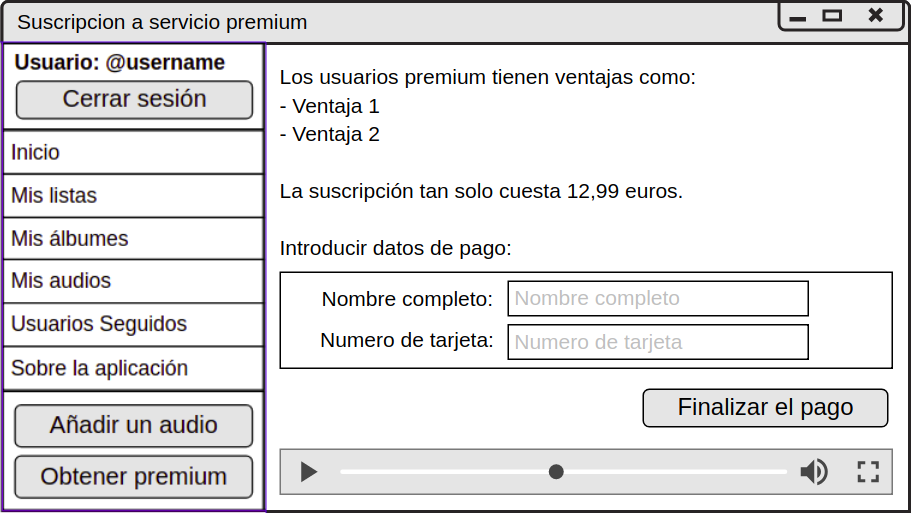 Suscripcion a servicio premium
Usuario: @username
Cerrar sesión
Inicio
Mis listas
Mis álbumes
Mis audios
Usuarios Seguidos
Sobre la aplicación
Añadir un audio
Obtener premium
Los usuarios premium tienen ventajas como:
- Ventaja 1
- Ventaja 2
La suscripción tan solo cuesta 12,99 euros.
Introducir datos de pago:
Nombre completo: Nombre completo
Numero de tarjeta: Numero de tarjeta
Finalizar el pago